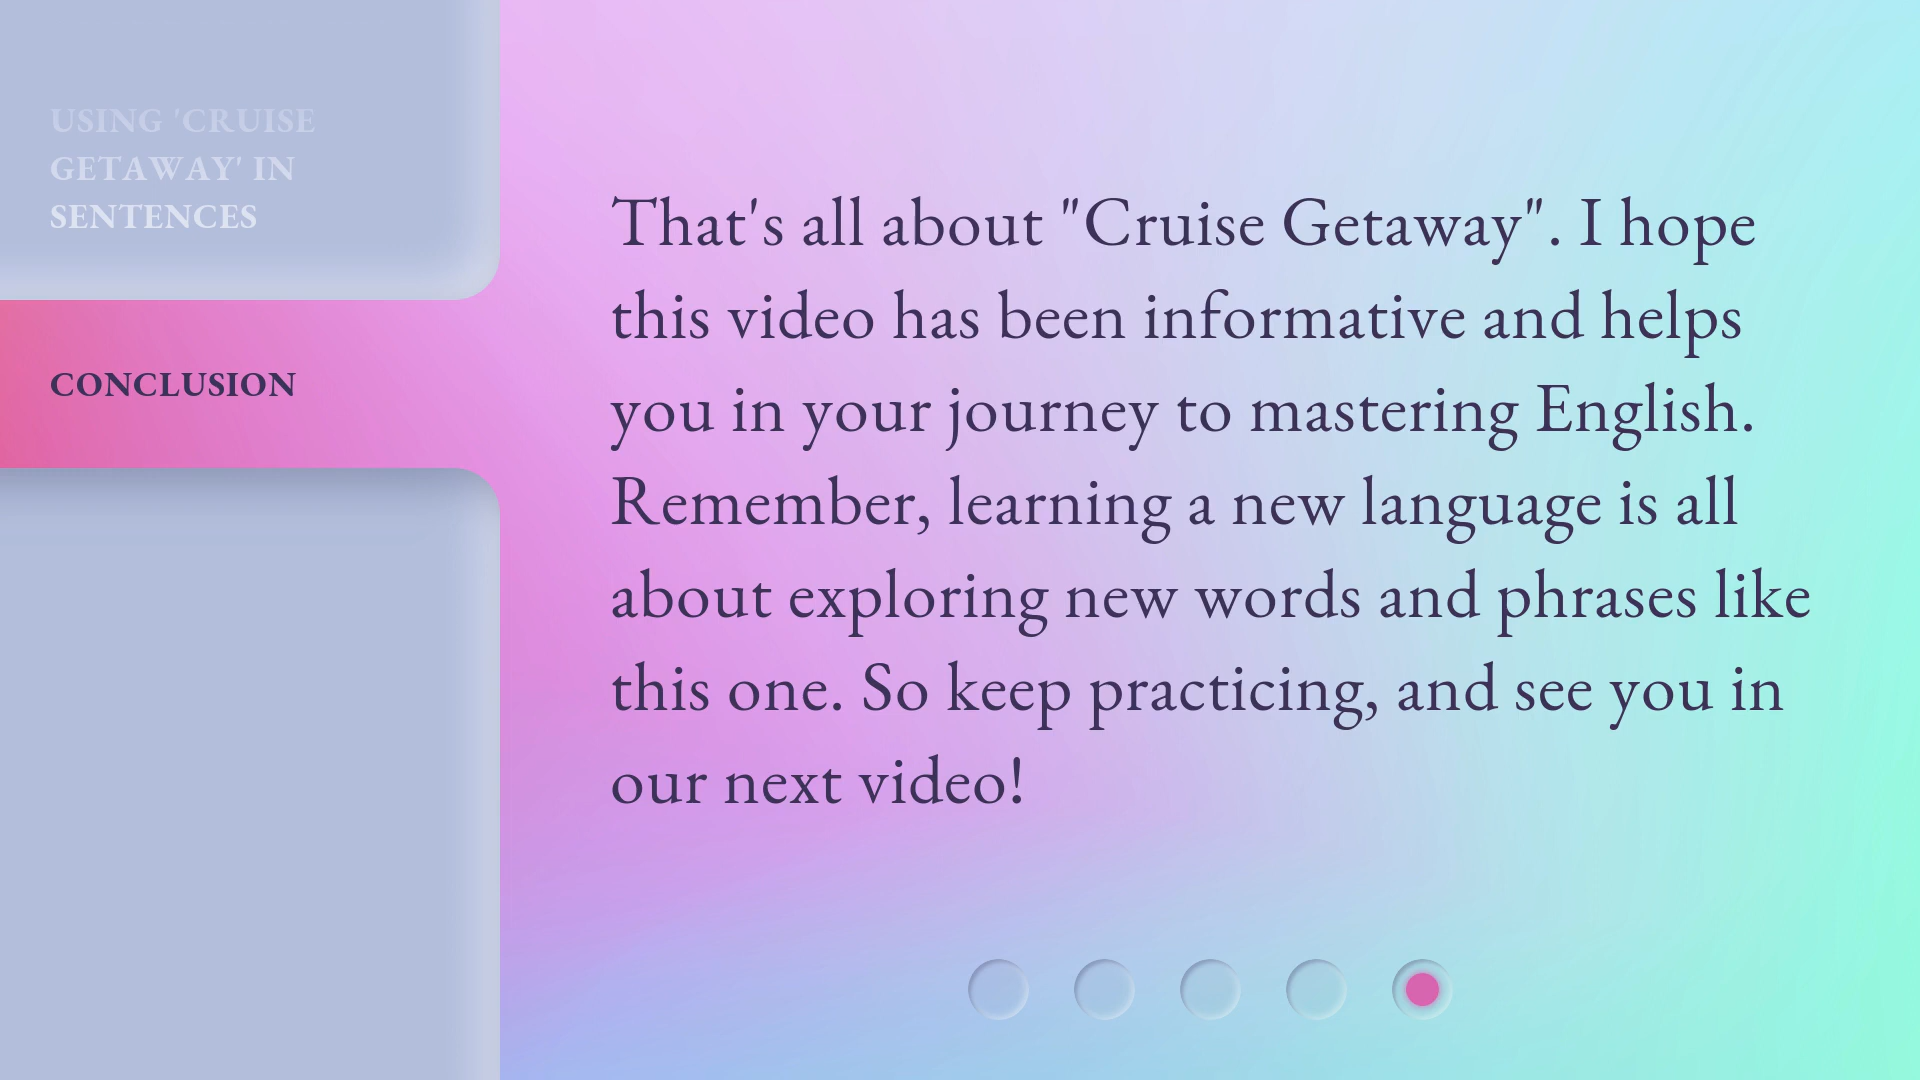 USING 'CRUISE
GETAWAY' IN
SENTENCES
CONCLUSION
That's all about "Cruise Getaway". I hope
this video has been informative and helps
you in your journey to mastering English.
Remember, learning a new language is all
about exploring new words and phrases like
this one. So keep practicing, and see you in
our next video!